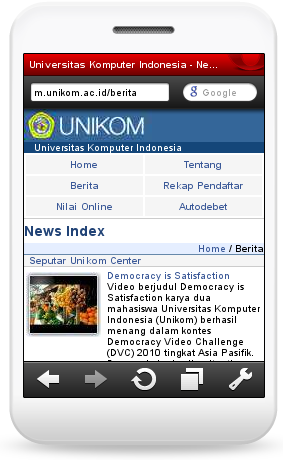 Universitas Komputer Indonesia - Ne...
m.unikom.ac.id/berita
g Google
UNIKOM
Universitas Komputer Indonesia
Home Tentang
Berita Rekap Pendaftar
Nilai Online Autodebet
News Index
Home / Berita
Seputar Unikom Center
Democracy is Satisfaction
Video berjudul Democracy is
Satisfaction karya dua
mahasiswa Universitas Komputer
Indonesia (Unikom) berhasil
menang dalam kontes
Democracy Video Challenge
(DVC) 2010 tingkat Asia Pasifik.